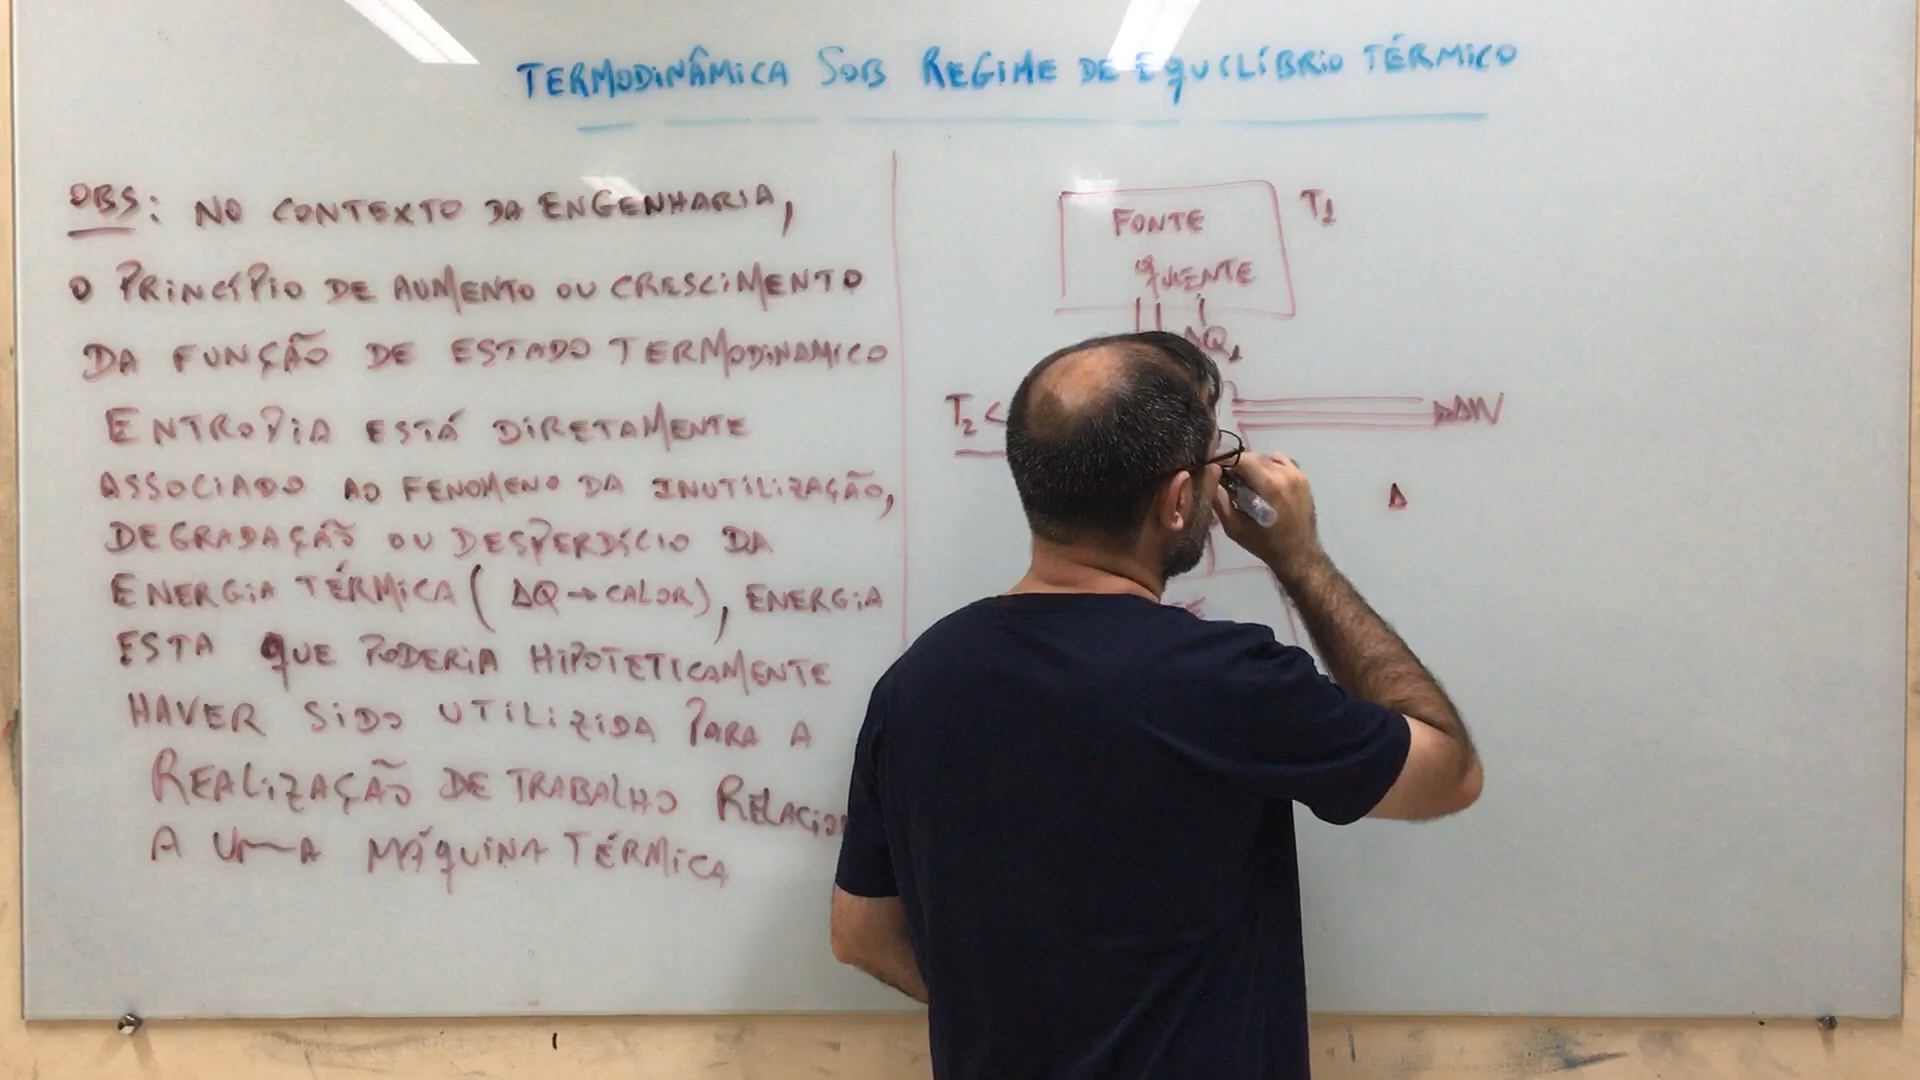 TERMODINÂMICA SOB REGIME DE EQUILÍBRIO TÉRMICO
OBS: NO CONTEXTO DA ENGENHARIA,
O PRINCÍPIO DE AUMENTO OU CRESCIMENTO
DA FUNÇÃO DE ESTADO TERMODINAMICO
ENTROPIA ESTÁ DIRETAMENTE
ASSOCIADO AO FENOMENO DA INUTILIZAÇÃO,
DEGRADAÇÃO OU DESPERDÍCIO DA
ENERGIA TÉRMICA (ΔQ→CALOR), ENERGIA
ESTA QUE PODERIA HIPOTETICAMENTE
HAVER SIDO UTILIZIDA PARA A
REALIZAÇÃO DE TRABALHO RELACIO
A UMA MÁQUINA TÉRMICA
FONTE
QUENTE
T1
ΔQ1
T2 <
ΔW
Δ